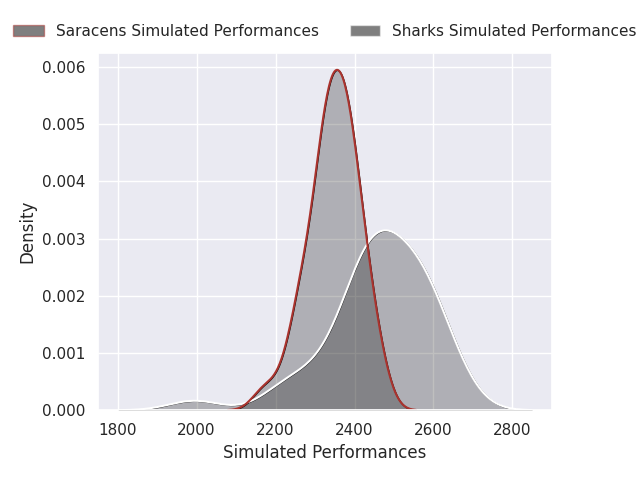 Saracens Simulated Performances Sharks Simulated Performances
0.006
0.005
0.004
0.003
0.002
0.001
0.000
Density
1800 2000 2200 2400 2600 2800
Simulated Performances